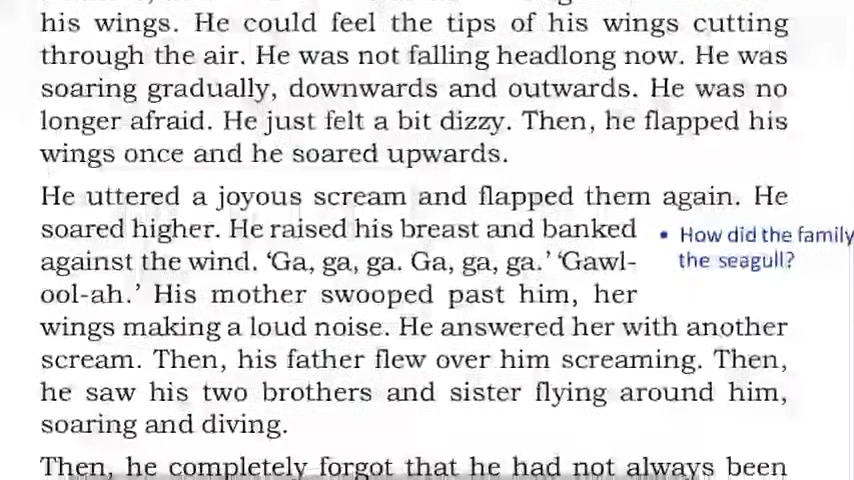 his wings. He could feel the tips of his wings cutting
through the air. He was not falling headlong now. He was
soaring gradually, downwards and outwards. He was no
longer afraid. He just felt a bit dizzy. Then, he flapped his
wings once and he soared upwards.
He uttered a joyous scream and flapped them again. He
soared higher. He raised his breast and banked
against the wind. ‘Ga, ga, ga. Ga, ga, ga.’ ‘Gawl-
ool-ah.’ His mother swooped past him, her
wings making a loud noise. He answered her with another
scream. Then, his father flew over him screaming. Then,
he saw his two brothers and sister flying around him,
soaring and diving.
Then, he completely forgot that he had not always been
• How did the family
the seagull?